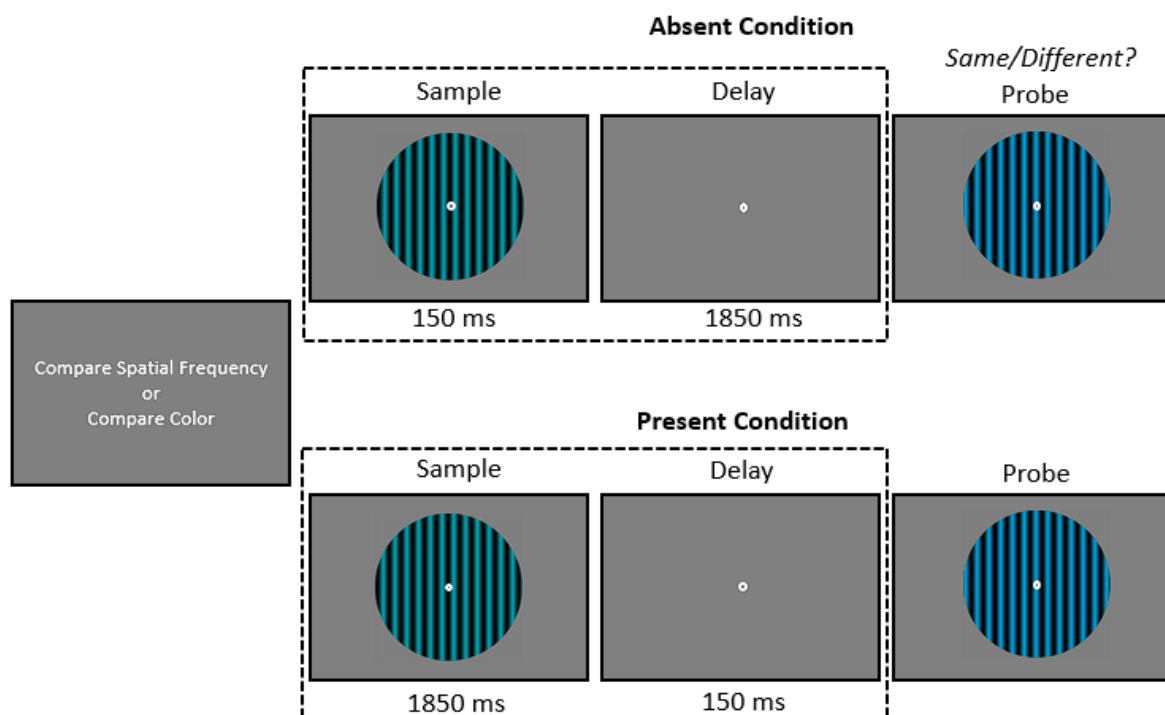 Absent Condition
Same/Different?
Sample
Delay
Probe
150 ms
1850 ms
Compare Spatial Frequency
or
Compare Color
Present Condition
Sample
Delay
Probe
1850 ms
150 ms